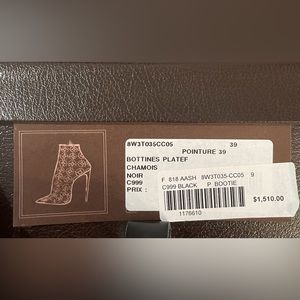 8W3T035CC05 39
POINTURE 39
BOTTINES PLATEF
CHAMOIS
NOIR
C999
PRIX :
F 818 AASH 8W3T035-CC05 9
C999 BLACK P BOOTIE
1176610
$1,510.00